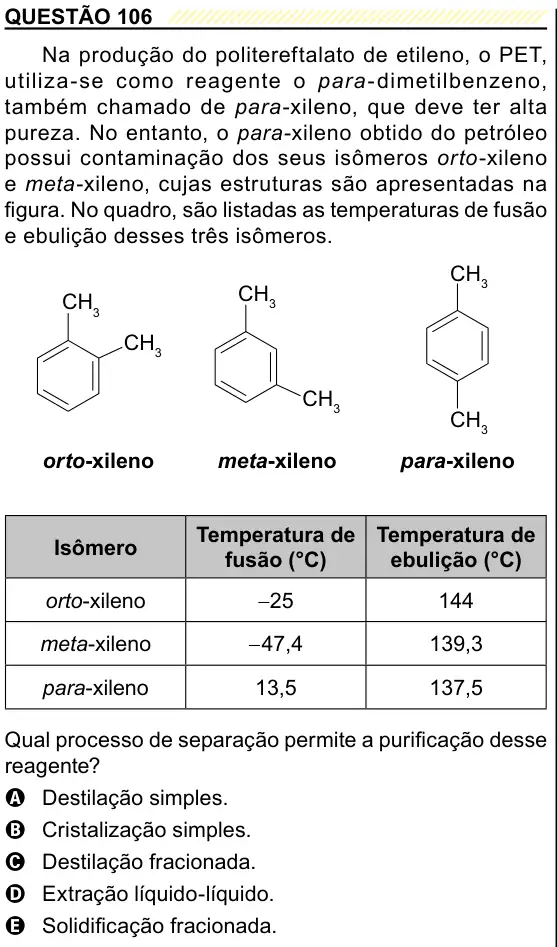 QUESTÃO 106
Na produção do politereftalato de etileno, o PET,
utiliza-se como reagente o para-dimetilbenzeno,
também chamado de para-xileno, que deve ter alta
pureza. No entanto, o para-xileno obtido do petróleo
possui contaminação dos seus isômeros orto-xileno
e meta-xileno, cujas estruturas são apresentadas na
figura. No quadro, são listadas as temperaturas de fusão
e ebulição desses três isômeros.
CH3
CH3
CH3
CH3
CH3
CH3
orto-xileno meta-xileno para-xileno
Isômero Temperatura de fusão (°C) Temperatura de ebulição (°C)
orto-xileno −25 144
meta-xileno −47,4 139,3
para-xileno 13,5 137,5
Qual processo de separação permite a purificação desse
reagente?
A Destilação simples.
B Cristalização simples.
C Destilação fracionada.
D Extração líquido-líquido.
E Solidificação fracionada.